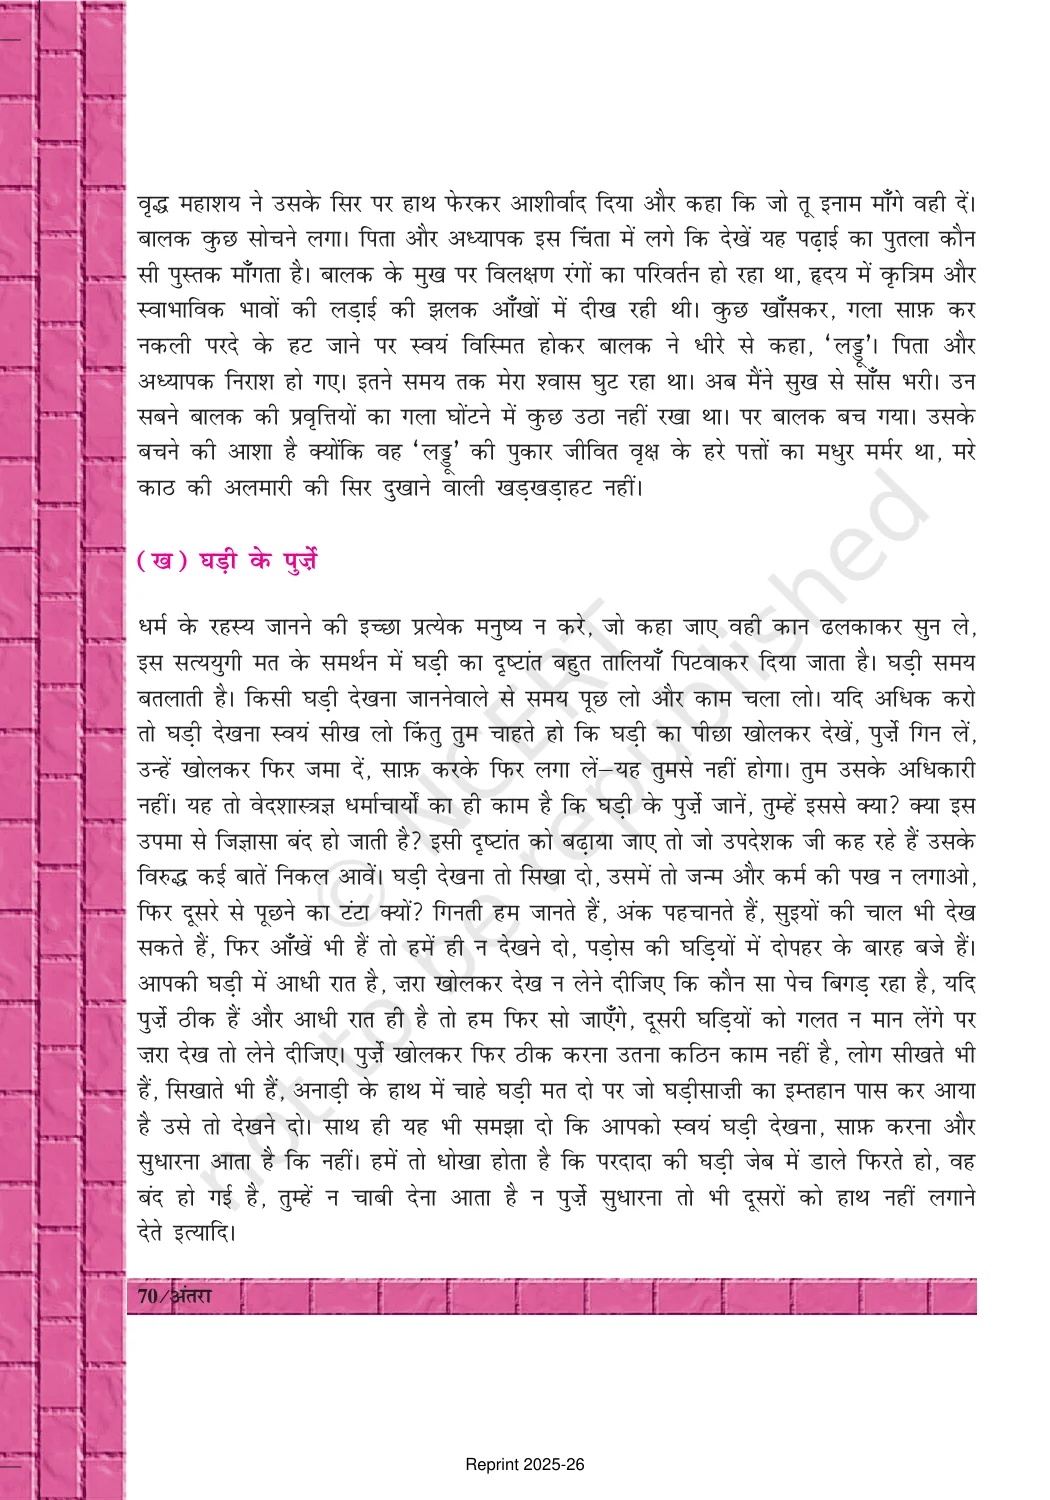 वृद्ध महाशय ने उसके सिर पर हाथ फेरकर आशीर्वाद दिया और कहा कि जो तू इनाम माँगे वही दें।
बालक कुछ सोचने लगा। पिता और अध्यापक इस चिंता में लगे कि देखें यह पढ़ाई का पुतला कौन
सी पुस्तक माँगता है। बालक के मुख पर विलक्षण रंगों का परिवर्तन हो रहा था, हृदय में कृत्रिम और
स्वाभाविक भावों की लड़ाई की झलक आँखों में दीख रही थी। कुछ खाँसकर, गला साफ़ कर
नकली परदे के हट जाने पर स्वयं विस्मित होकर बालक ने धीरे से कहा, ‘लड्डू’। पिता और
अध्यापक निराश हो गए। इतने समय तक मेरा श्वास घुट रहा था। अब मैंने सुख से साँस भरी। उन
सबने बालक की प्रवृत्तियों का गला घोंटने में कुछ उठा नहीं रखा था। पर बालक बच गया। उसके
बचने की आशा है क्योंकि वह ‘लड्डू’ की पुकार जीवित वृक्ष के हरे पत्तों का मधुर मर्मर था, मरे
काठ की अलमारी की सिर दुखाने वाली खड़खड़ाहट नहीं।
(ख) घड़ी के पुर्ज़े
धर्म के रहस्य जानने की इच्छा प्रत्येक मनुष्य न करे, जो कहा जाए वही कान ढलकाकर सुन ले,
इस सत्ययुगी मत के समर्थन में घड़ी का दृष्टांत बहुत तालियाँ पिटवाकर दिया जाता है। घड़ी समय
बतलाती है। किसी घड़ी देखना जाननेवाले से समय पूछ लो और काम चला लो। यदि अधिक करो
तो घड़ी देखना स्वयं सीख लो किंतु तुम चाहते हो कि घड़ी का पीछा खोलकर देखें, पुर्ज़े गिन लें,
उन्हें खोलकर फिर जमा दें, साफ़ करके फिर लगा लें–यह तुमसे नहीं होगा। तुम उसके अधिकारी
नहीं। यह तो वेदशास्त्रज्ञ धर्माचार्यों का ही काम है कि घड़ी के पुर्ज़े जानें, तुम्हें इससे क्या? क्या इस
उपमा से जिज्ञासा बंद हो जाती है? इसी दृष्टांत को बढ़ाया जाए तो जो उपदेशक जी कह रहे हैं उसके
विरुद्ध कई बातें निकल आवें। घड़ी देखना तो सिखा दो, उसमें तो जन्म और कर्म की पख न लगाओ,
फिर दूसरे से पूछने का टंटा क्यों? गिनती हम जानते हैं, अंक पहचानते हैं, सुइयों की चाल भी देख
सकते हैं, फिर आँखें भी हैं तो हमें ही न देखने दो, पड़ोस की घड़ियों में दोपहर के बारह बजे हैं।
आपकी घड़ी में आधी रात है, ज़रा खोलकर देख न लेने दीजिए कि कौन सा पेच बिगड़ रहा है, यदि
पुर्ज़े ठीक हैं और आधी रात ही है तो हम फिर सो जाएँगे, दूसरी घड़ियों को गलत न मान लेंगे पर
ज़रा देख तो लेने दीजिए। पुर्ज़े खोलकर फिर ठीक करना उतना कठिन काम नहीं है, लोग सीखते भी
हैं, सिखाते भी हैं, अनाड़ी के हाथ में चाहे घड़ी मत दो पर जो घड़ीसाज़ी का इम्तहान पास कर आया
है उसे तो देखने दो। साथ ही यह भी समझा दो कि आपको स्वयं घड़ी देखना, साफ़ करना और
सुधारना आता है कि नहीं। हमें तो धोखा होता है कि परदादा की घड़ी जेब में डाले फिरते हो, वह
बंद हो गई है, तुम्हें न चाबी देना आता है न पुर्ज़े सुधारना तो भी दूसरों को हाथ नहीं लगाने
देते इत्यादि।
70/अंतरा
© NCERT
not to be republished
Reprint 2025-26